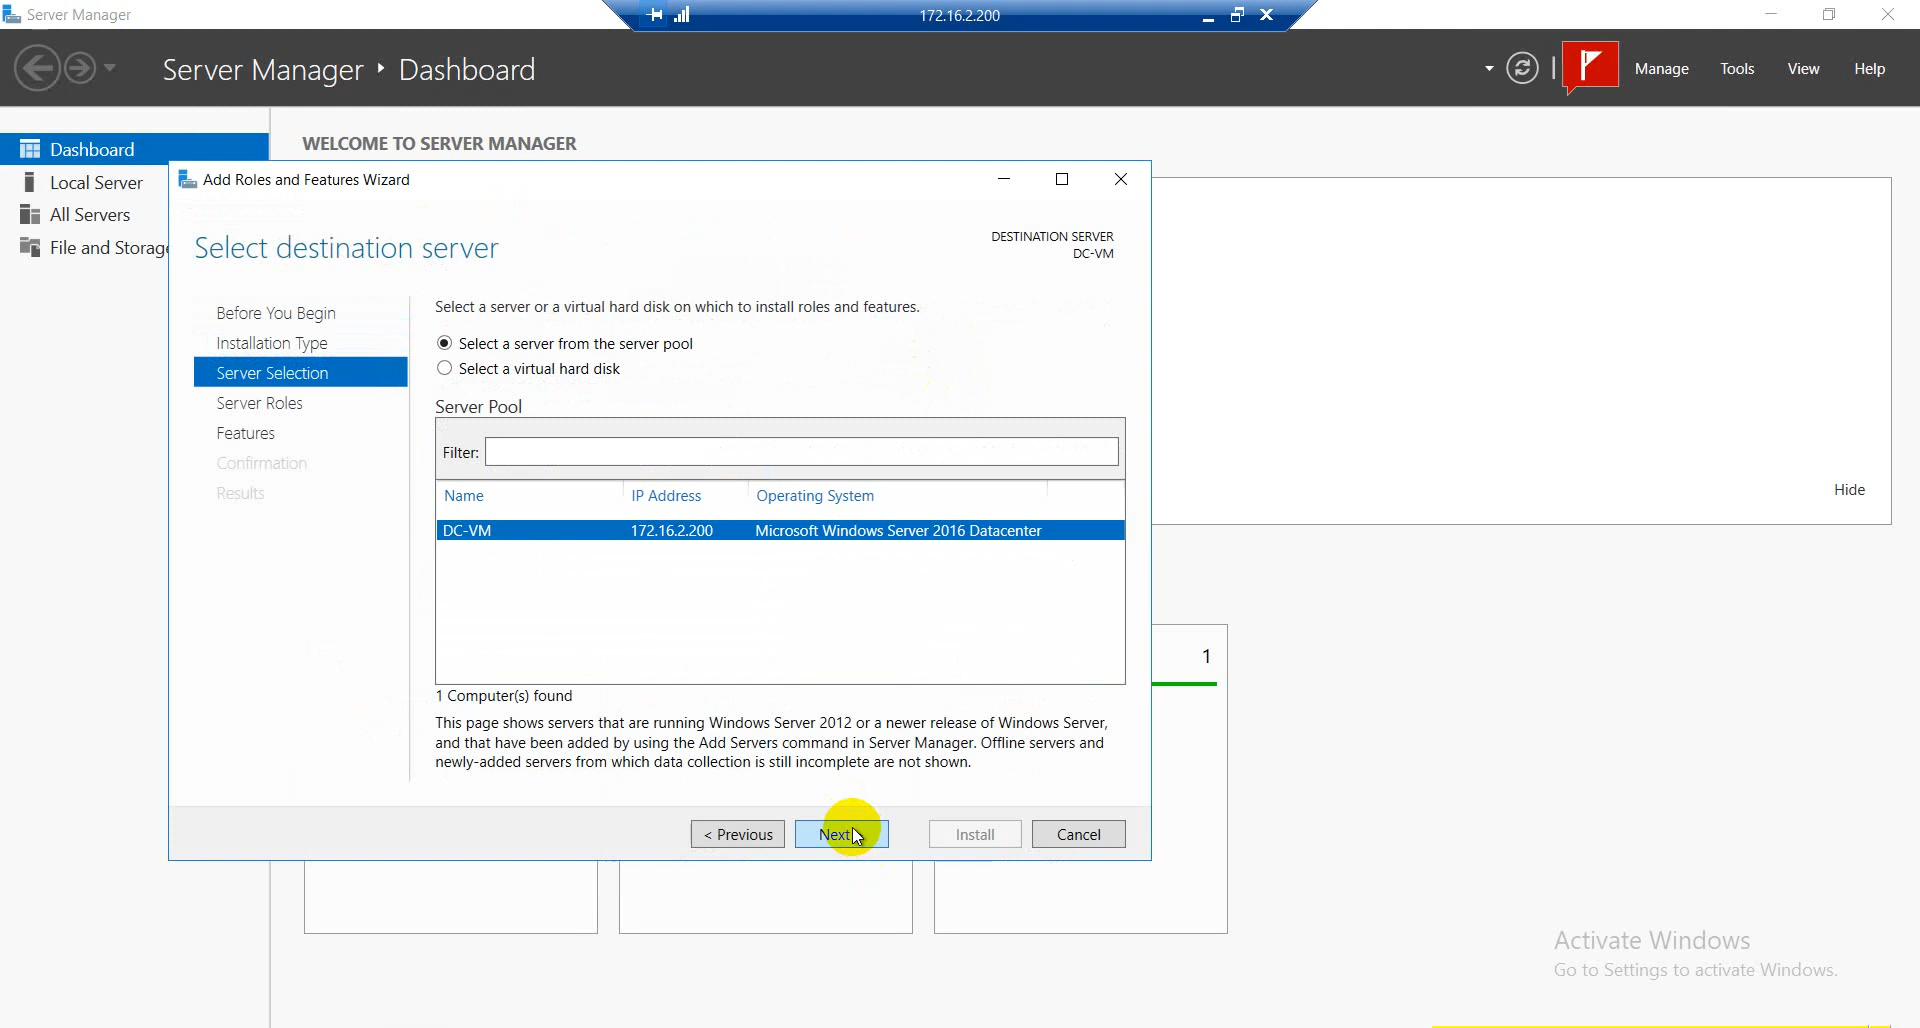 Server Manager
172.16.2.200
Server Manager ‣ Dashboard
Manage
Tools
View
Help
Dashboard
Local Server
All Servers
File and Storage
WELCOME TO SERVER MANAGER
Add Roles and Features Wizard
Select destination server
DESTINATION SERVER
DC-VM
Before You Begin
Installation Type
Server Selection
Server Roles
Features
Confirmation
Results
Select a server or a virtual hard disk on which to install roles and features.
Select a server from the server pool
Select a virtual hard disk
Server Pool
Filter:
Name IP Address Operating System
DC-VM 172.16.2.200 Microsoft Windows Server 2016 Datacenter
1 Computer(s) found
This page shows servers that are running Windows Server 2012 or a newer release of Windows Server,
and that have been added by using the Add Servers command in Server Manager. Offline servers and
newly-added servers from which data collection is still incomplete are not shown.
< Previous
Next
Install
Cancel
Hide
1
Activate Windows
Go to Settings to activate Windows.